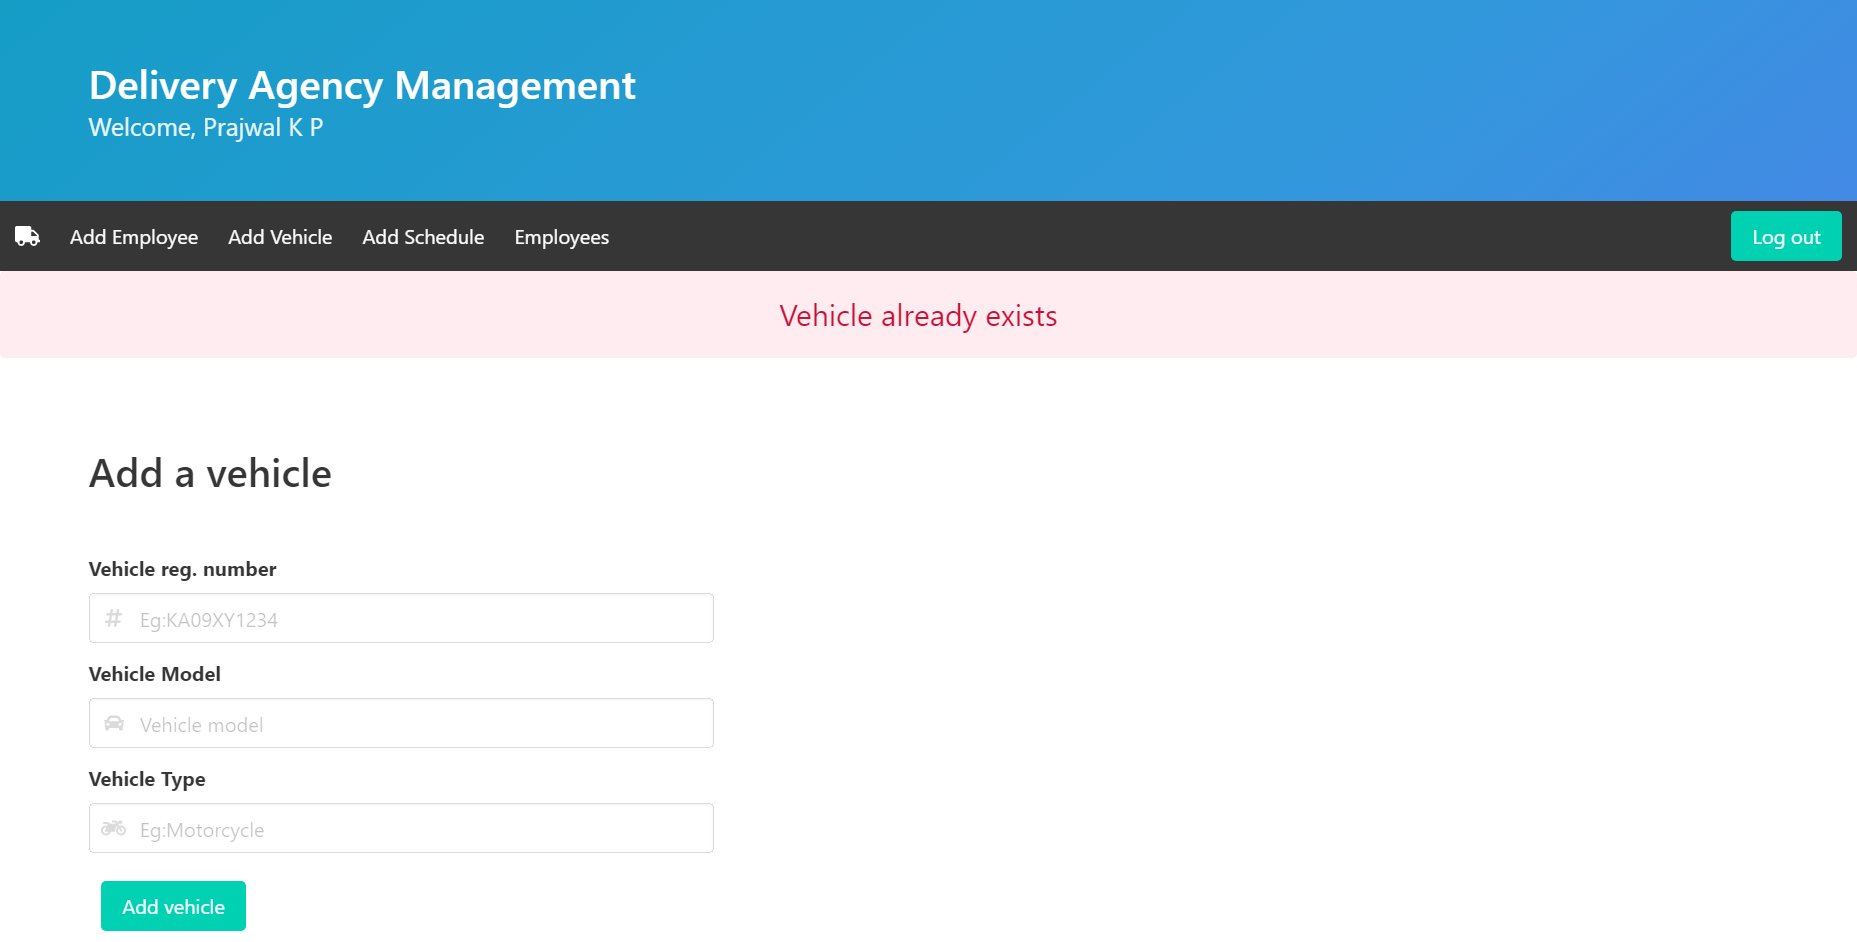 Delivery Agency Management
Welcome, Prajwal K P
Add Employee Add Vehicle Add Schedule Employees Log out
Vehicle already exists
Add a vehicle
Vehicle reg. number
# Eg:KA09XY1234
Vehicle Model
Vehicle model
Vehicle Type
Eg:Motorcycle
Add vehicle